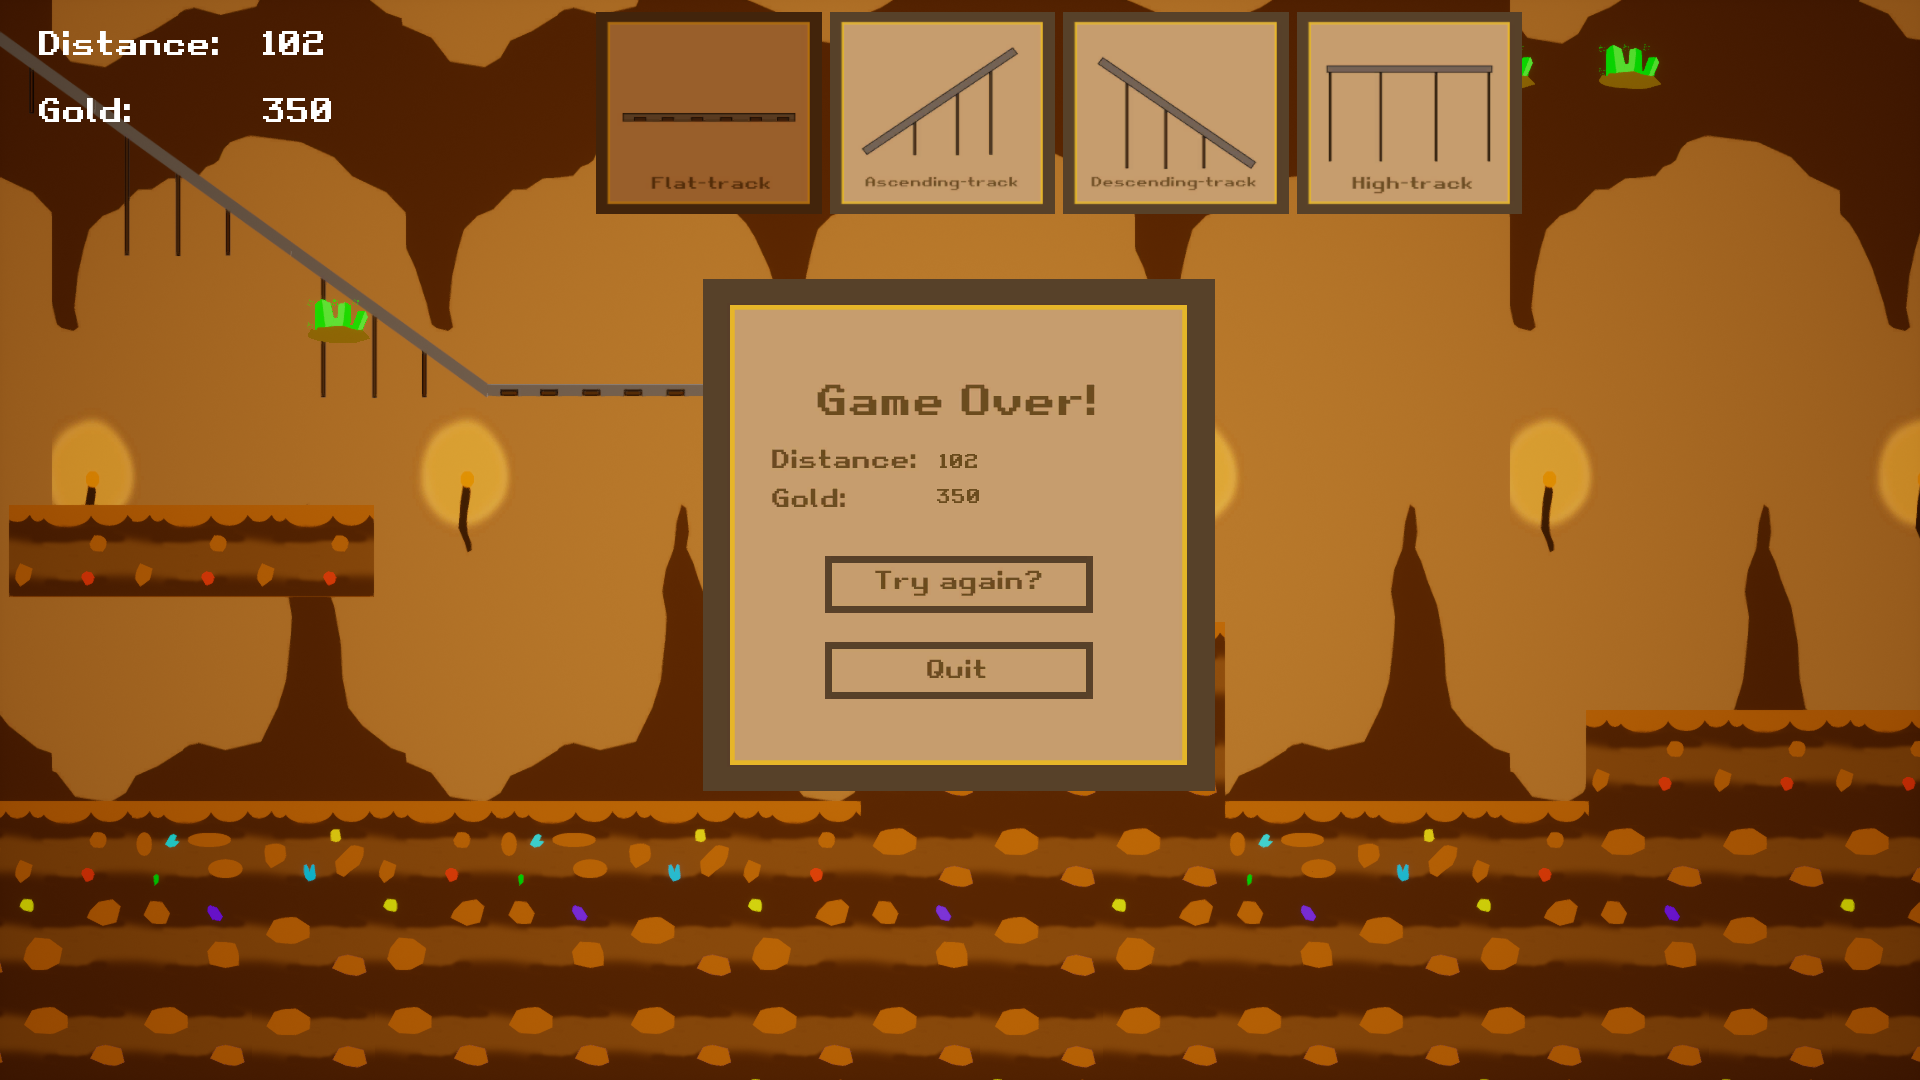 Distance: 102
Gold: 350
Flat-track
Ascending-track
Descending-track
High-track
Game Over!
Distance: 102
Gold: 350
Try again?
Quit